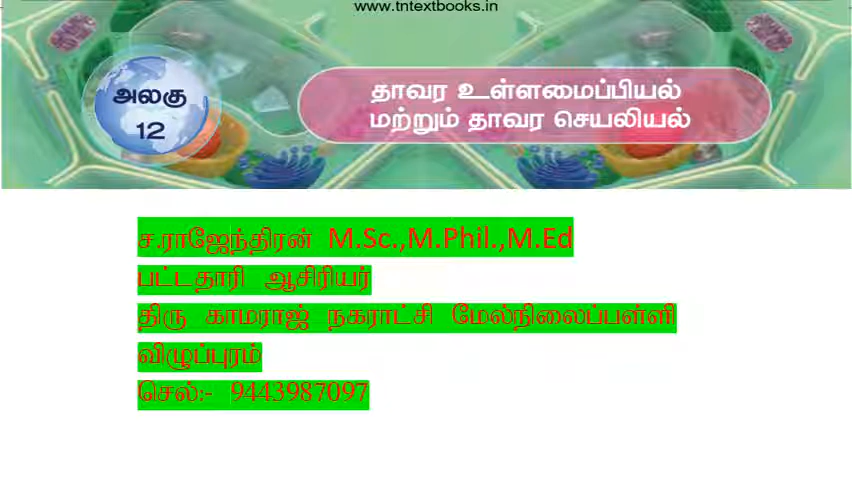 www.tntextbooks.in
அலகு
12
தாவர உள்ளமைப்பியல்
மற்றும் தாவர செயலியல்
ச.ராஜேந்திரன் M.Sc.,M.Phil.,M.Ed
பட்டதாரி ஆசிரியர்
திரு காமராஜ் நகராட்சி மேல்நிலைப்பள்ளி
விழுப்புரம்
செல்:- 9443987097